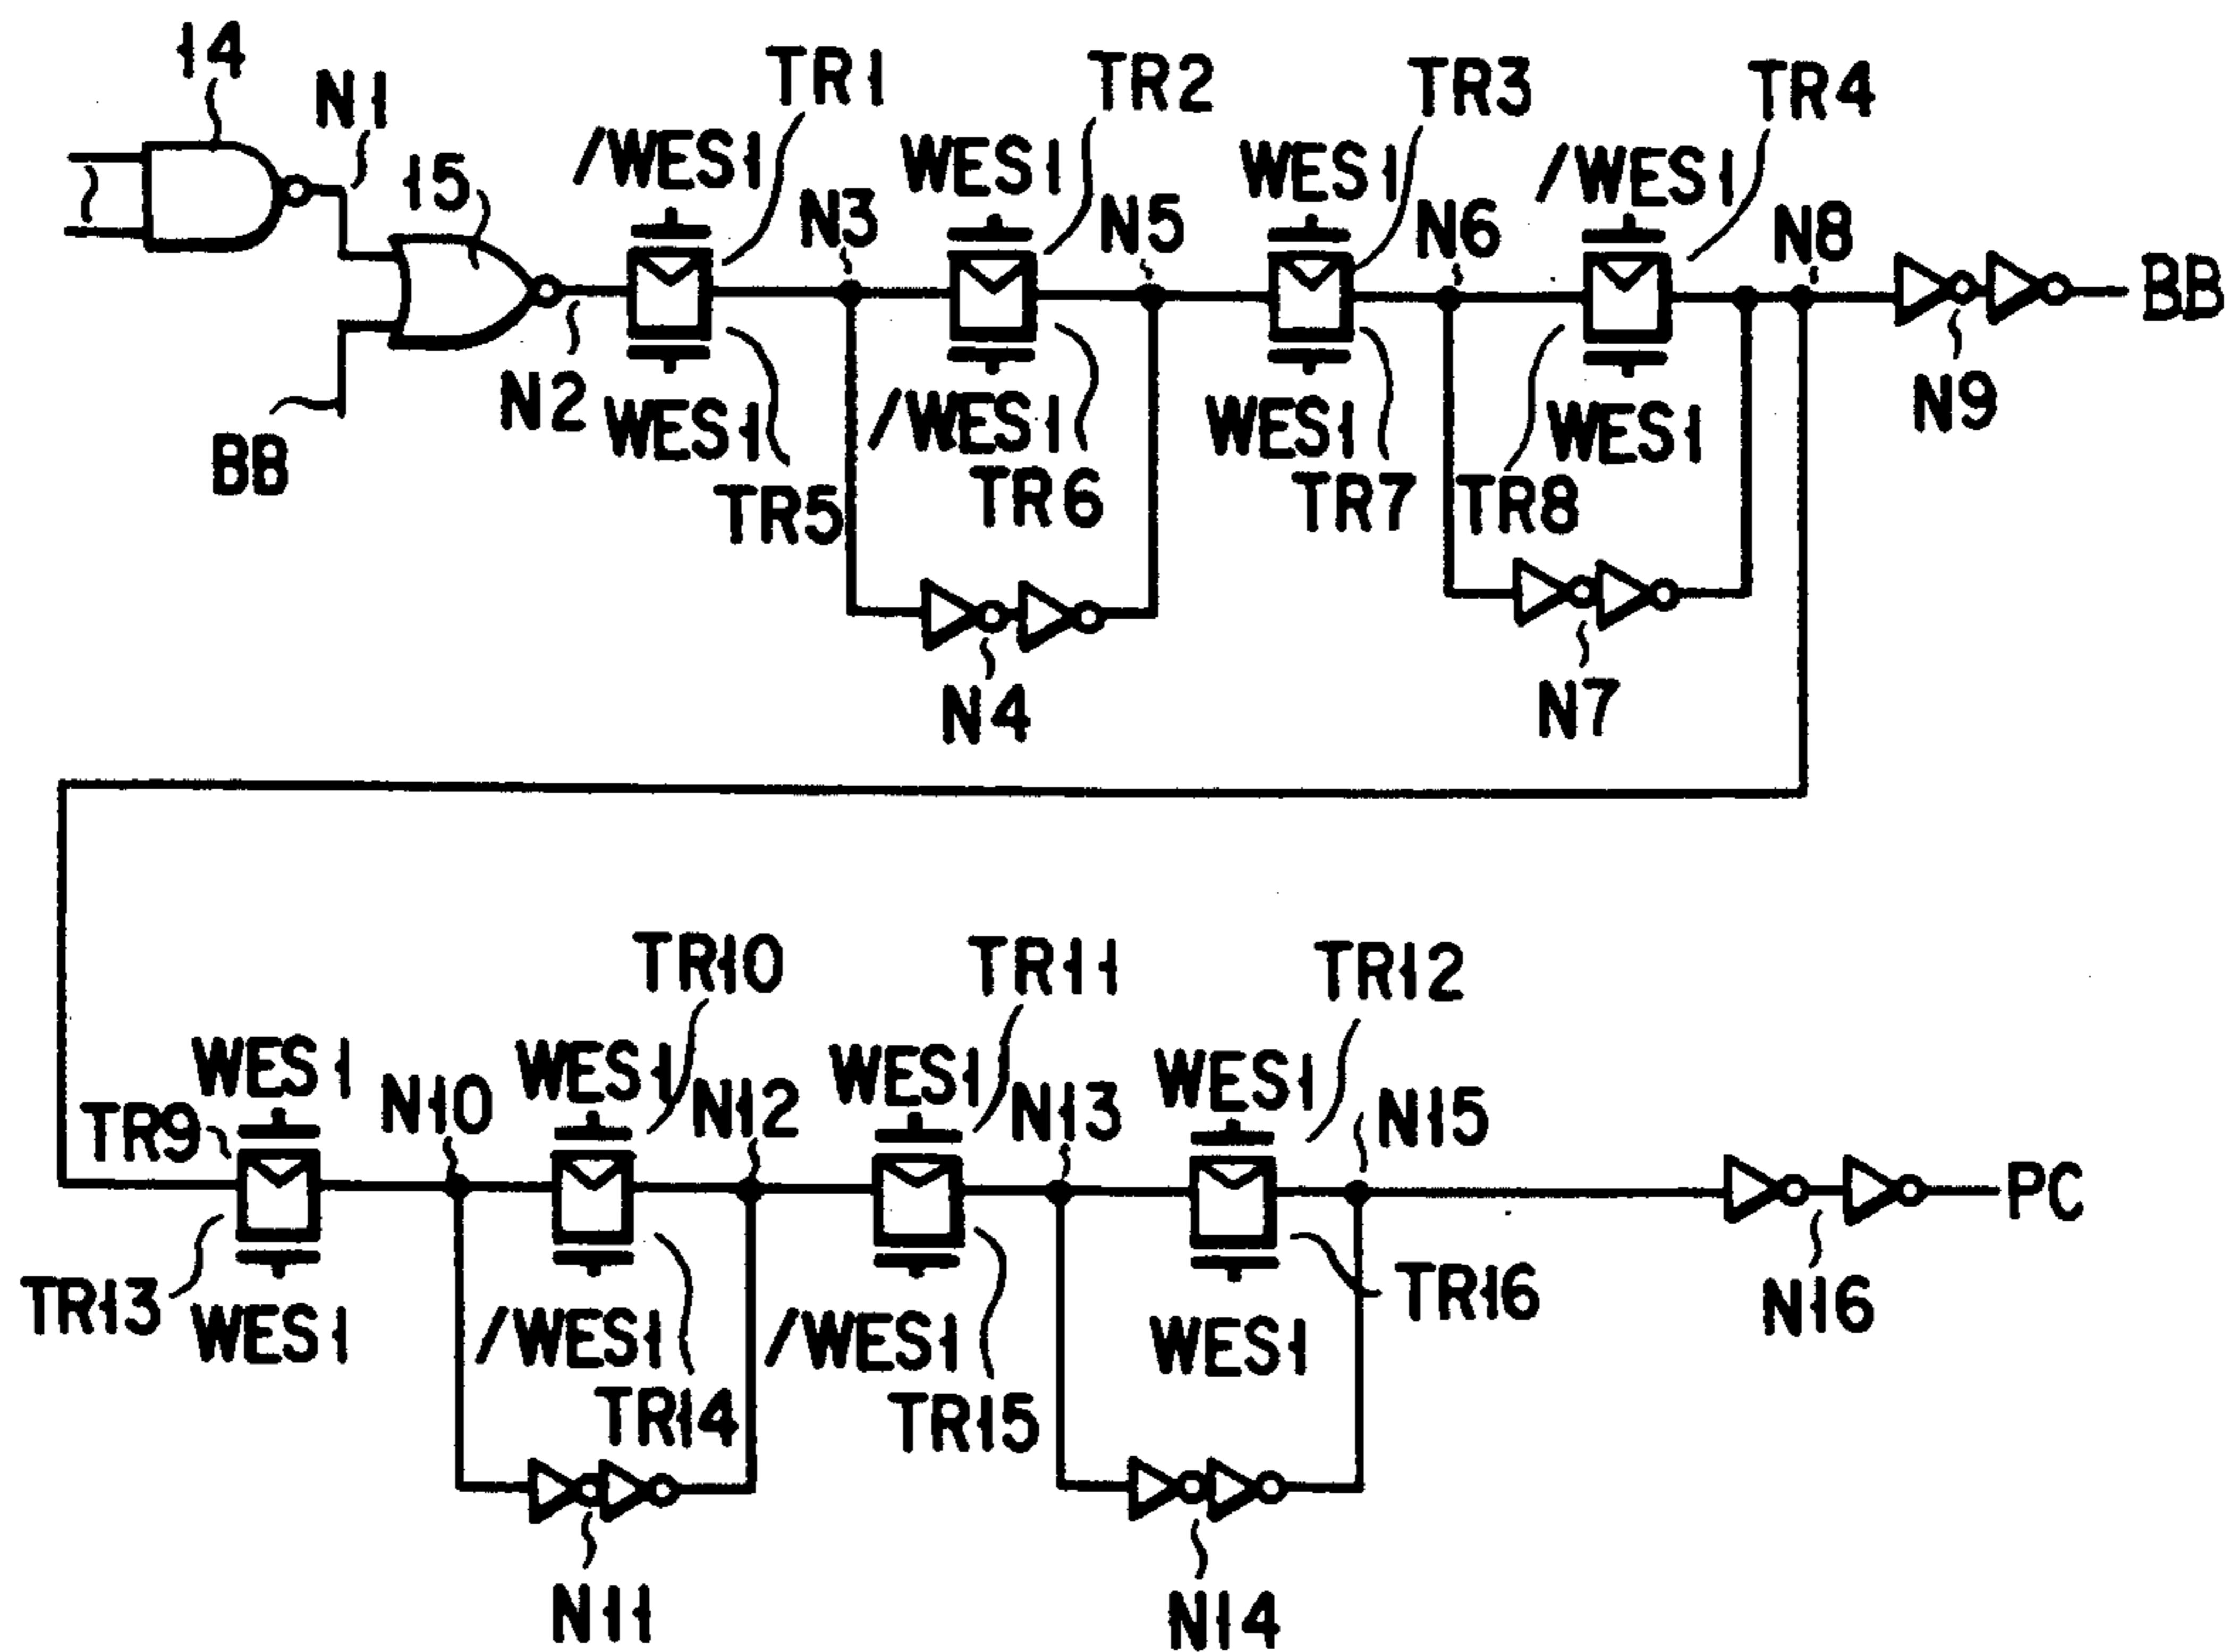 14
N1
15
/WES1
TR1
WES1
TR2
WES1
TR3
/WES1
TR4
N3
N5
N6
N8
BB
N2
WES1
/WES1
WES1
WES1
N9
BB
TR5
TR6
TR7
TR8
N4
N7
TR10
TR11
TR12
WES1
WES1
WES1
WES1
TR9
N10
N12
N13
N15
PC
TR13
WES1
/WES1
/WES1
WES1
TR16
N16
TR14
TR15
N11
N14